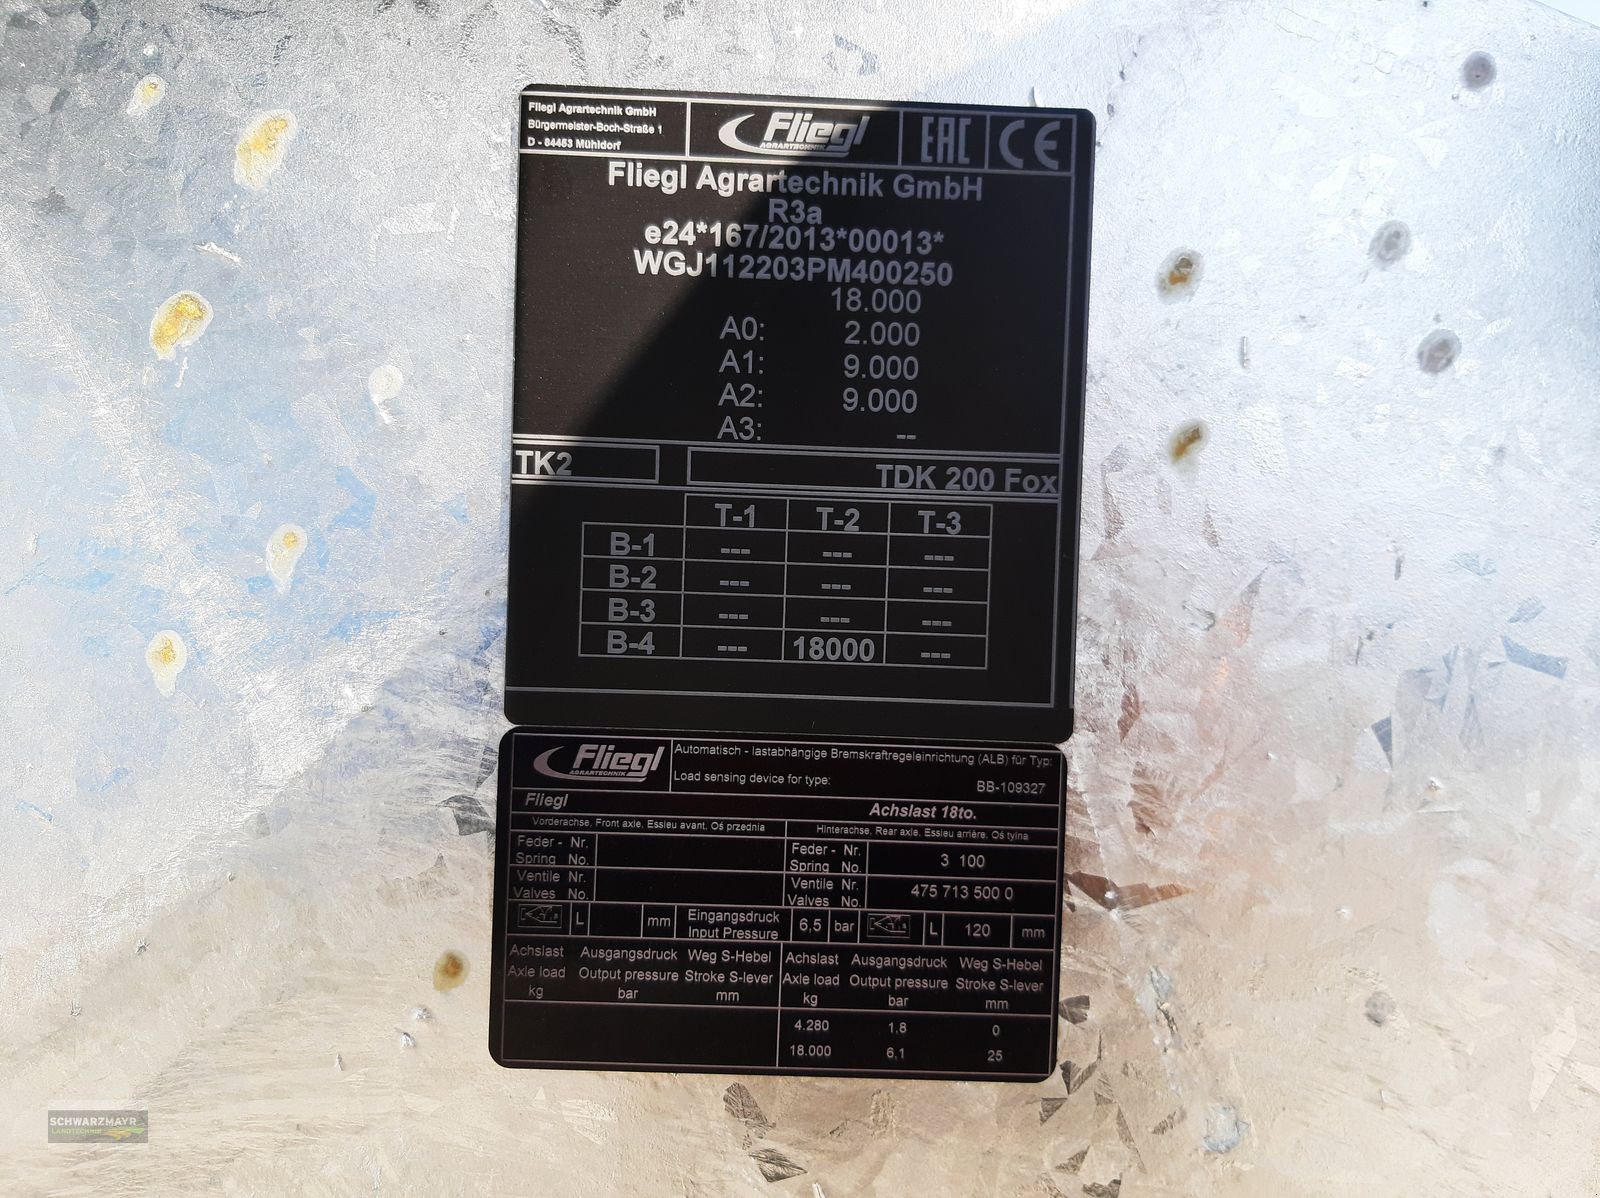 Fliegl Agrartechnik GmbH
Bürgermeister-Boch-Straße 1
D - 84453 Mühldorf
Fliegl
AGRARTECHNIK
EAC CE
Fliegl Agrartechnik GmbH
R3a
e24*167/2013*00013*
WGJ112203PM400250
18.000
A0: 2.000
A1: 9.000
A2: 9.000
A3: --
TK2 TDK 200 Fox
T-1 T-2 T-3
B-1 --- --- ---
B-2 --- --- ---
B-3 --- --- ---
B-4 --- 18000 ---
Fliegl
AGRARTECHNIK
Automatisch - lastabhängige Bremskraftregeleinrichtung (ALB) für Typ:
Load sensing device for type: BB-109327
Fliegl Achslast 18to.
Vorderachse, Front axle, Essieu avant, Oś przednia
Hinterachse, Rear axle, Essieu arrière, Oś tylna
Feder - Nr.
Spring No.
Feder - Nr.
Spring No.
3 100
Ventile Nr.
Valves No.
Ventile Nr.
Valves No.
475 713 500 0
L mm
Eingangsdruck
Input Pressure
6,5 bar
L 120 mm
Achslast Ausgangsdruck Weg S-Hebel
Axle load Output pressure Stroke S-lever
kg bar mm
Achslast Ausgangsdruck Weg S-Hebel
Axle load Output pressure Stroke S-lever
kg bar mm
4.280 1,8 0
18.000 6,1 25
SCHWARZMAYR
LANDTECHNIK